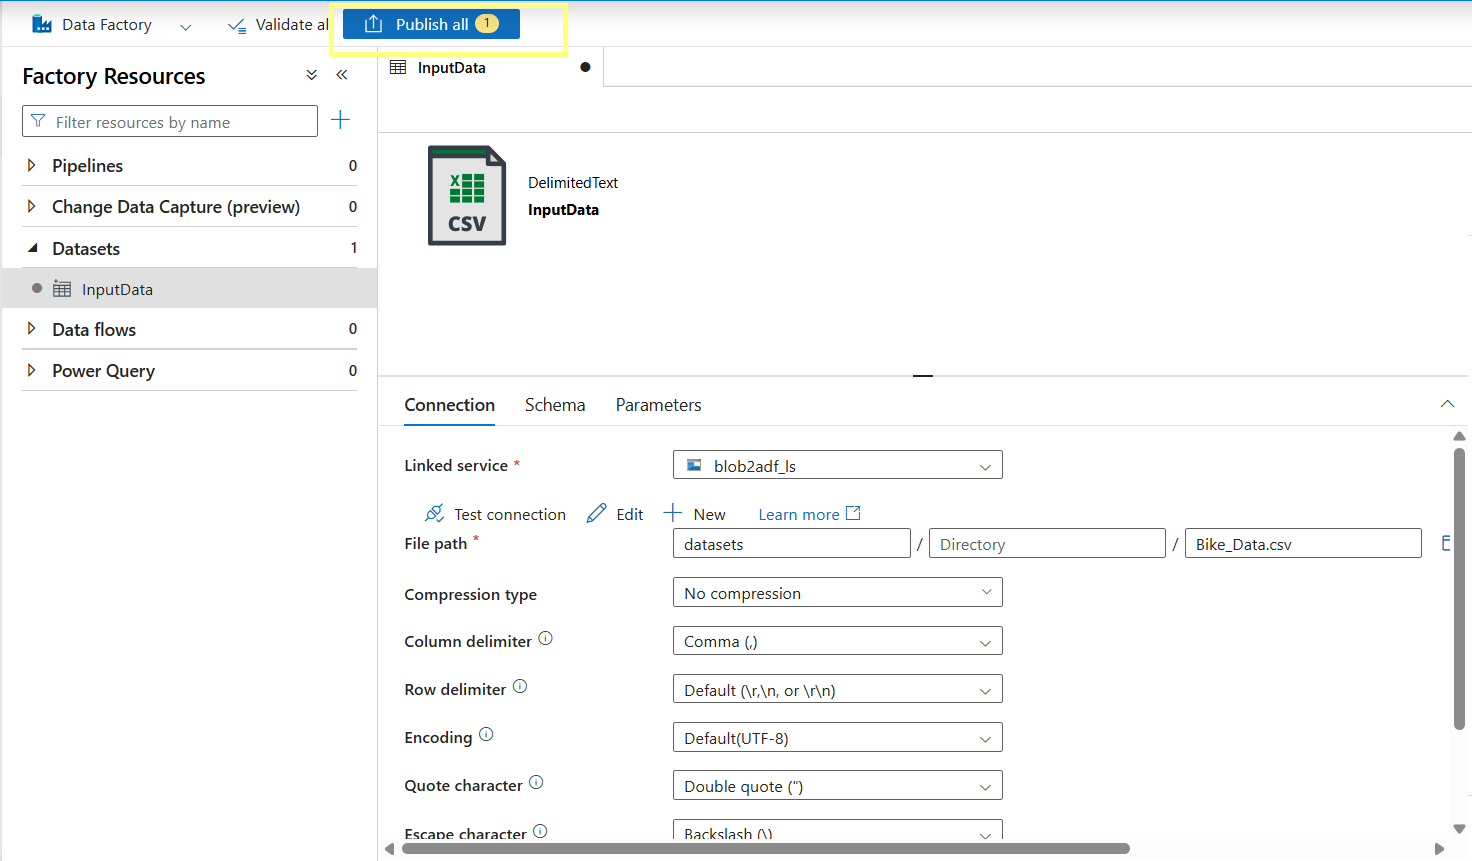 Data Factory
Validate al
Publish all 1
Factory Resources
InputData
Filter resources by name
Pipelines 0
Change Data Capture (preview) 0
Datasets 1
InputData
Data flows 0
Power Query 0
X
CSV
DelimitedText
InputData
Connection Schema Parameters
Linked service * blob2adf_ls
Test connection Edit New Learn more
File path * datasets / Directory / Bike_Data.csv
Compression type No compression
Column delimiter Comma (,)
Row delimiter Default (\r,\n, or \r\n)
Encoding Default(UTF-8)
Quote character Double quote (")
Escape character Backslash (\)